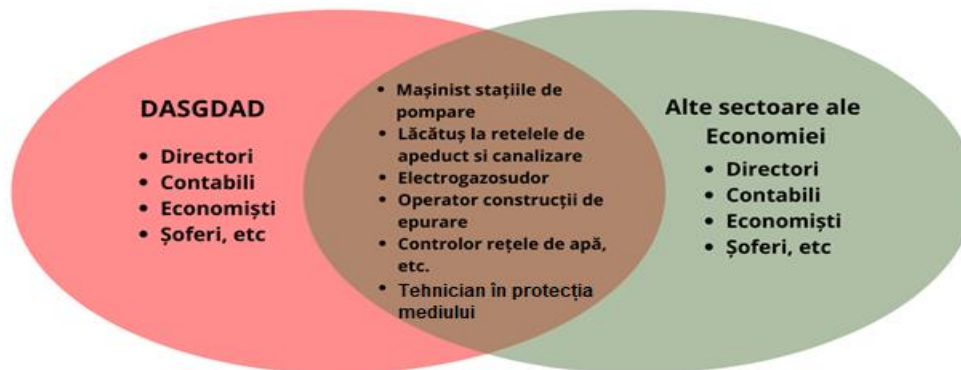 DASGDAD
• Directori
• Contabili
• Economiști
• Șoferi, etc
• Mașinist stațiile de
pompare
• Lăcătuș la retelele de
apeduct si canalizare
• Electrogazosudor
• Operator construcții de
epurare
• Controlor rețele de apă,
etc.
• Tehnician în protecția
mediului
Alte sectoare ale
Economiei
• Directori
• Contabili
• Economiști
• Șoferi, etc